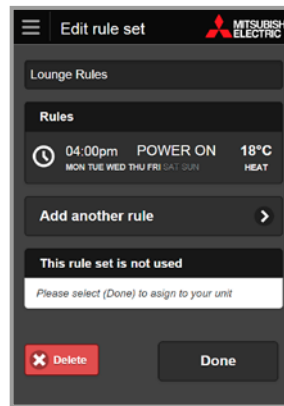 Edit rule set
MITSUBISH
ELECTRIC
Lounge Rules
Rules
04:00pm POWER ON 18°C
MON TUE WED THU FRI SAT SUN HEAT
Add another rule
This rule set is not used
Please select (Done) to asign to your unit
Delete
Done